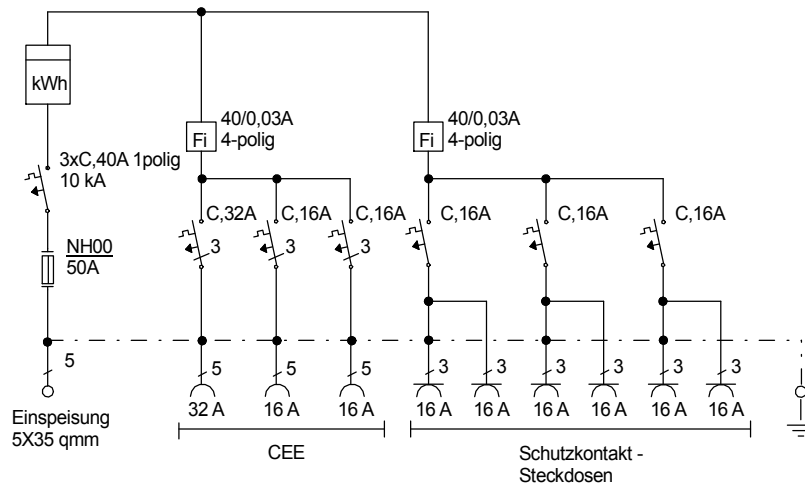 kWh
3xC,40A 1polig
10 kA
NH00
50A
5
Einspeisung
5X35 qmm
40/0,03A
4-polig
Fi
40/0,03A
4-polig
Fi
C,32A
C,16A
C,16A
3
3
3
C,16A
C,16A
C,16A
5
5
5
3
3
3
3
3
3
32 A
16 A
16 A
16 A
16 A
16 A
16 A
16 A
16 A
CEE
Schutzkontakt -
Steckdosen